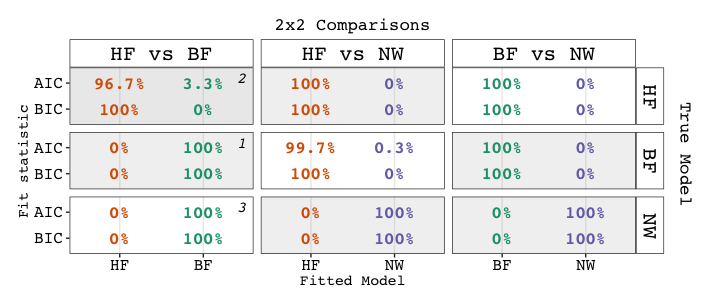 2x2 Comparisons
HF vs BF HF vs NW BF vs NW
AIC 96.7% 3.3% 2 100% 0% 100% 0%
BIC 100% 0% 100% 0% 100% 0%
HF
AIC 0% 100% 1 99.7% 0.3% 100% 0%
BIC 0% 100% 100% 0% 100% 0%
BF
AIC 0% 100% 3 0% 100% 0% 100%
BIC 0% 100% 0% 100% 0% 100%
NW
HF BF HF NW BF NW
Fitted Model
Fit statistic
True Model